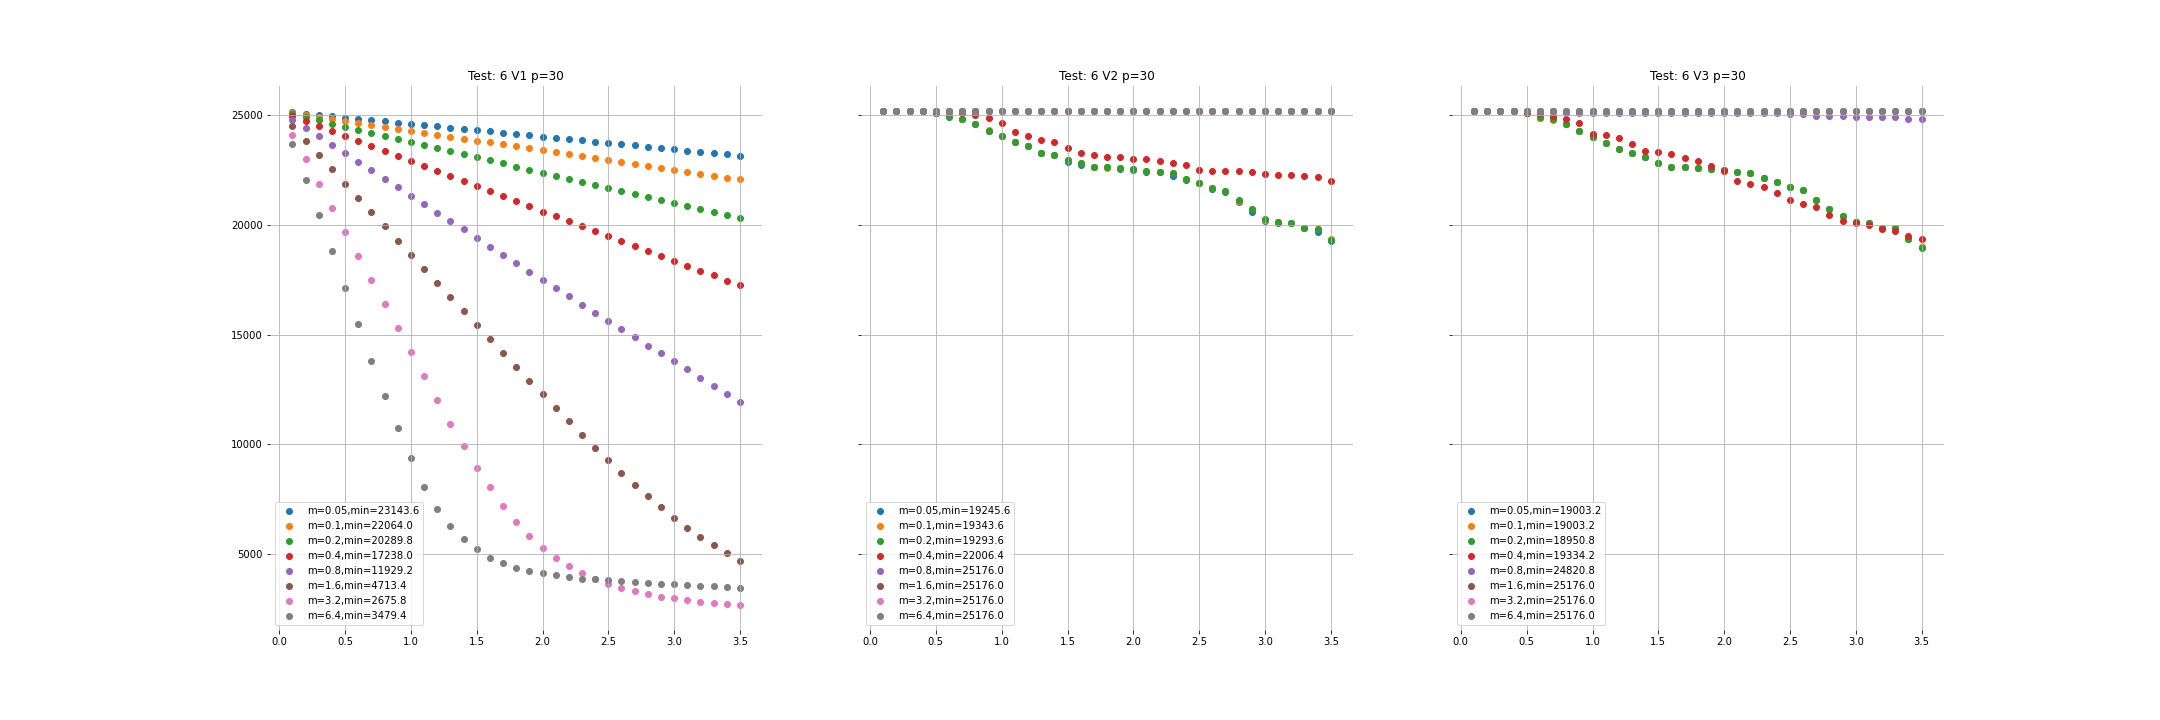 Test: 6 V1 p=30
25000
20000
15000
10000
5000
m=0.05,min=23143.6
m=0.1,min=22064.0
m=0.2,min=20289.8
m=0.4,min=17238.0
m=0.8,min=11929.2
m=1.6,min=4713.4
m=3.2,min=2675.8
m=6.4,min=3479.4
0.0 0.5 1.0 1.5 2.0 2.5 3.0 3.5
Test: 6 V2 p=30
m=0.05,min=19245.6
m=0.1,min=19343.6
m=0.2,min=19293.6
m=0.4,min=22006.4
m=0.8,min=25176.0
m=1.6,min=25176.0
m=3.2,min=25176.0
m=6.4,min=25176.0
0.0 0.5 1.0 1.5 2.0 2.5 3.0 3.5
Test: 6 V3 p=30
m=0.05,min=19003.2
m=0.1,min=19003.2
m=0.2,min=18950.8
m=0.4,min=19334.2
m=0.8,min=24820.8
m=1.6,min=25176.0
m=3.2,min=25176.0
m=6.4,min=25176.0
0.0 0.5 1.0 1.5 2.0 2.5 3.0 3.5